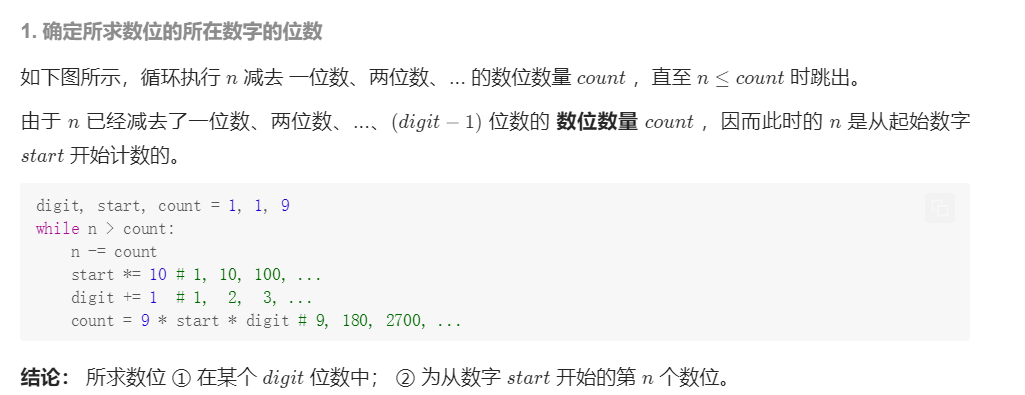 1. 确定所求数位的所在数字的位数
如下图所示，循环执行 n 减去 一位数、两位数、... 的数位数量 count ，直至 n ≤ count 时跳出。
由于 n 已经减去了一位数、两位数、...、(digit − 1) 位数的 数位数量 count ，因而此时的 n 是从起始数字
start 开始计数的。
digit, start, count = 1, 1, 9
while n > count:
    n -= count
    start *= 10 # 1, 10, 100, ...
    digit += 1  # 1,  2,  3, ...
    count = 9 * start * digit # 9, 180, 2700, ...
结论： 所求数位 ① 在某个 digit 位数中； ② 为从数字 start 开始的第 n 个数位。